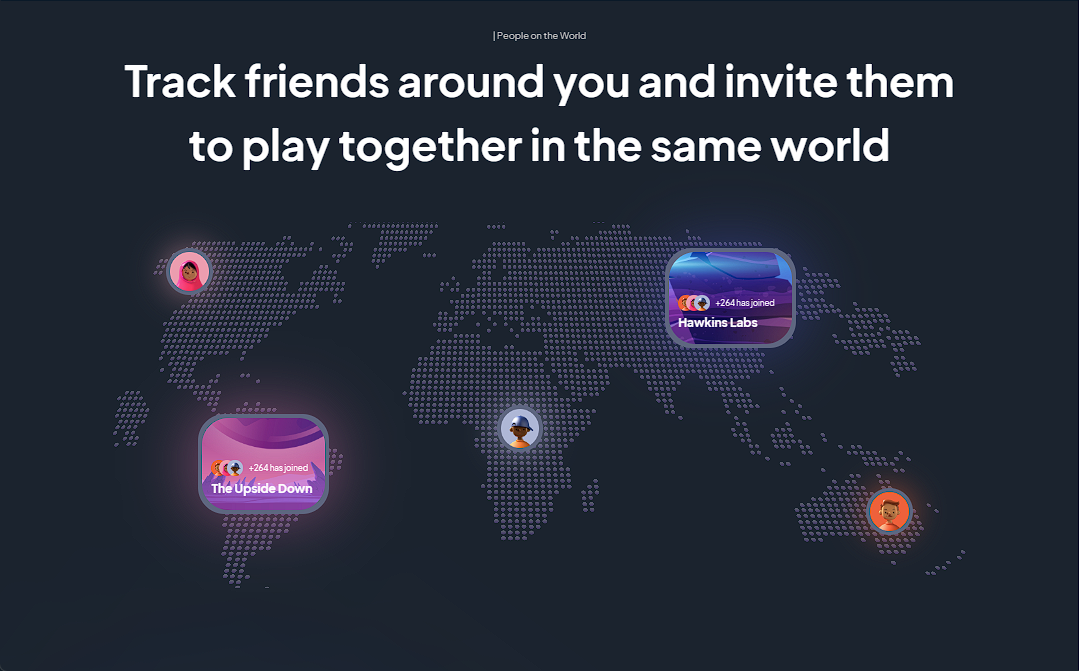 | People on the World
Track friends around you and invite them
to play together in the same world
+264 has joined
Hawkins Labs
+264 has joined
The Upside Down